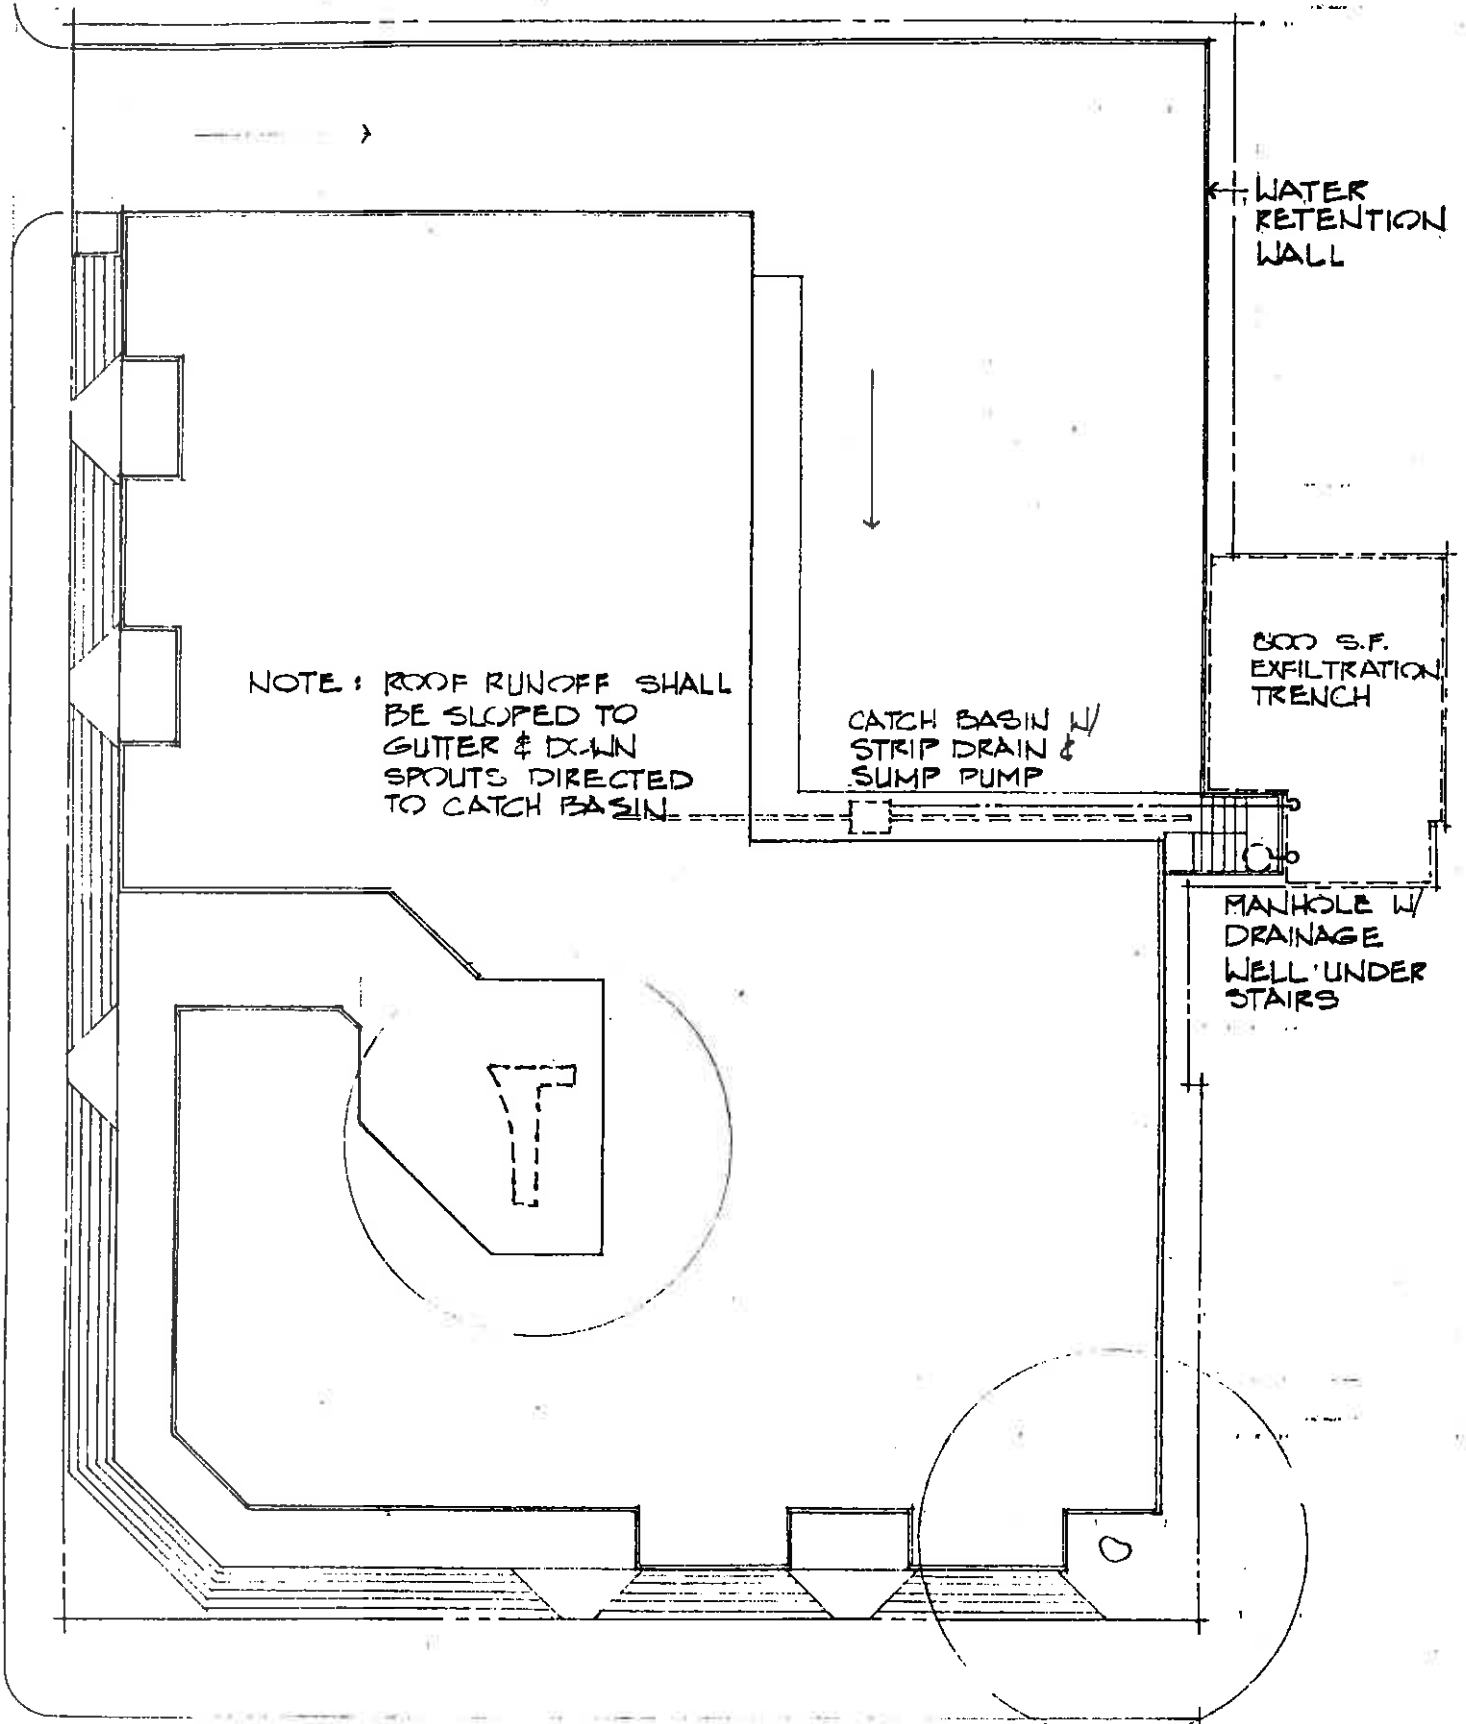 WATER
RETENTION
WALL
800 S.F.
EXFILTRATION
TRENCH
NOTE: ROOF RUNOFF SHALL
BE SLOPED TO
GUTTER & DOWN
SPOUTS DIRECTED
TO CATCH BASIN
CATCH BASIN W/
STRIP DRAIN &
SUMP PUMP
MANHOLE W/
DRAINAGE
WELL UNDER
STAIRS